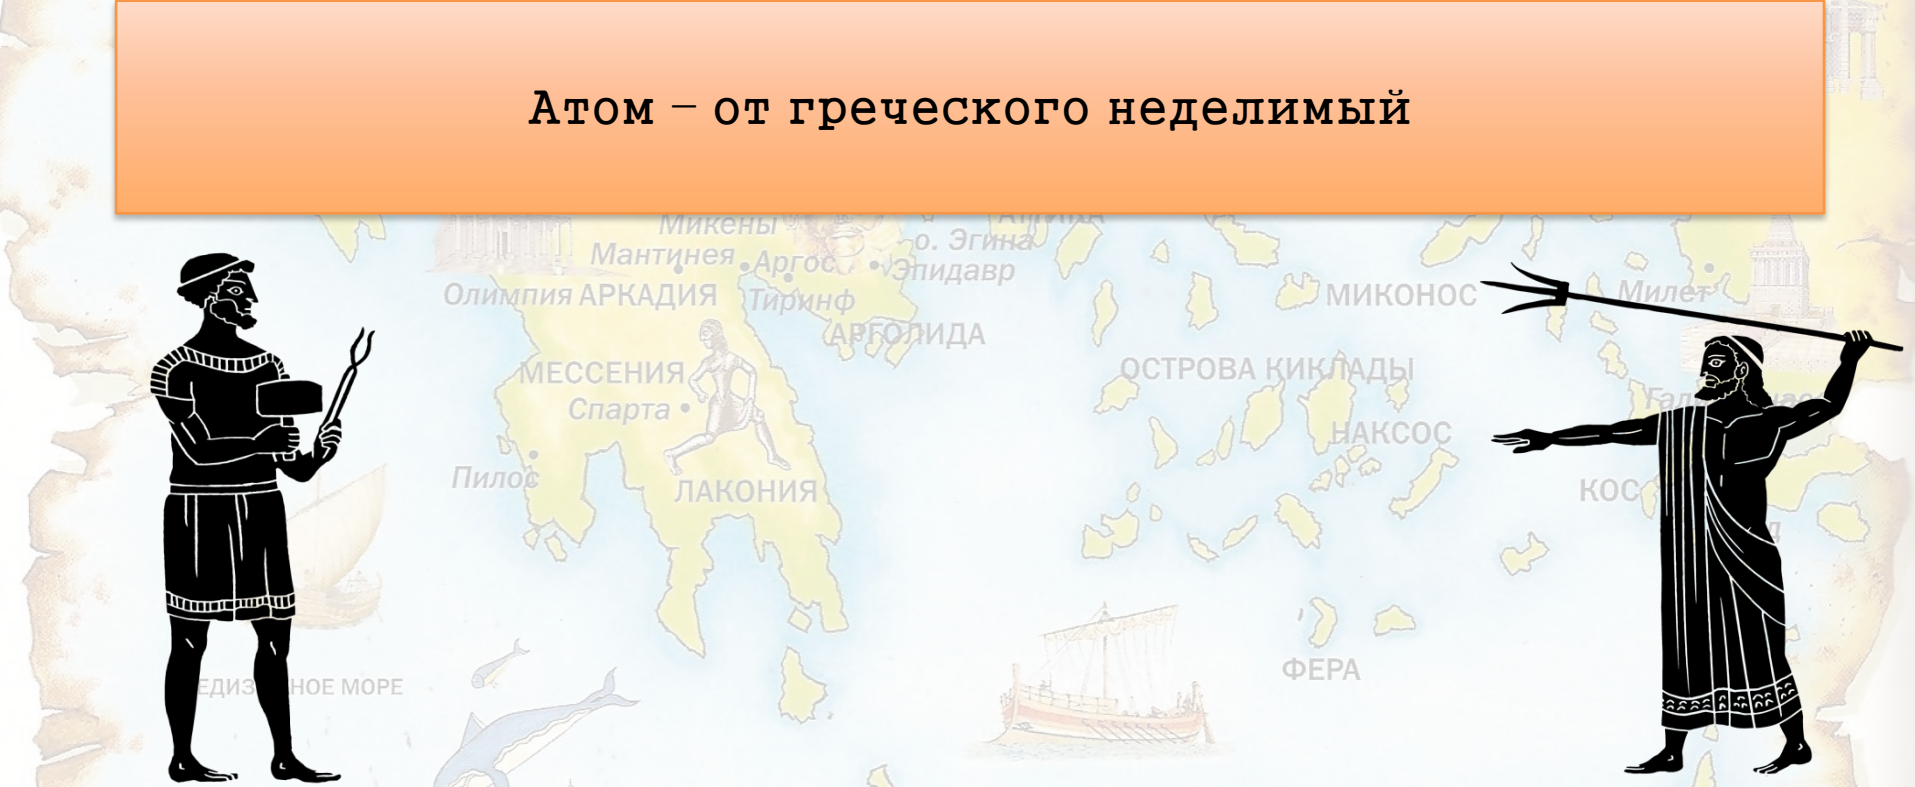 Атом – от греческого неделимый
Микены
Мантинея
Аргос
о. Эгина
Эпидавр
Олимпия
АРКАДИЯ
Тиринф
МИКОНОС
Милет
АРГОЛИДА
МЕССЕНИЯ
ОСТРОВА КИКЛАДЫ
Спарта
НАКСОС
Пилос
ЛАКОНИЯ
КОС
ФЕРА
МОРЕ